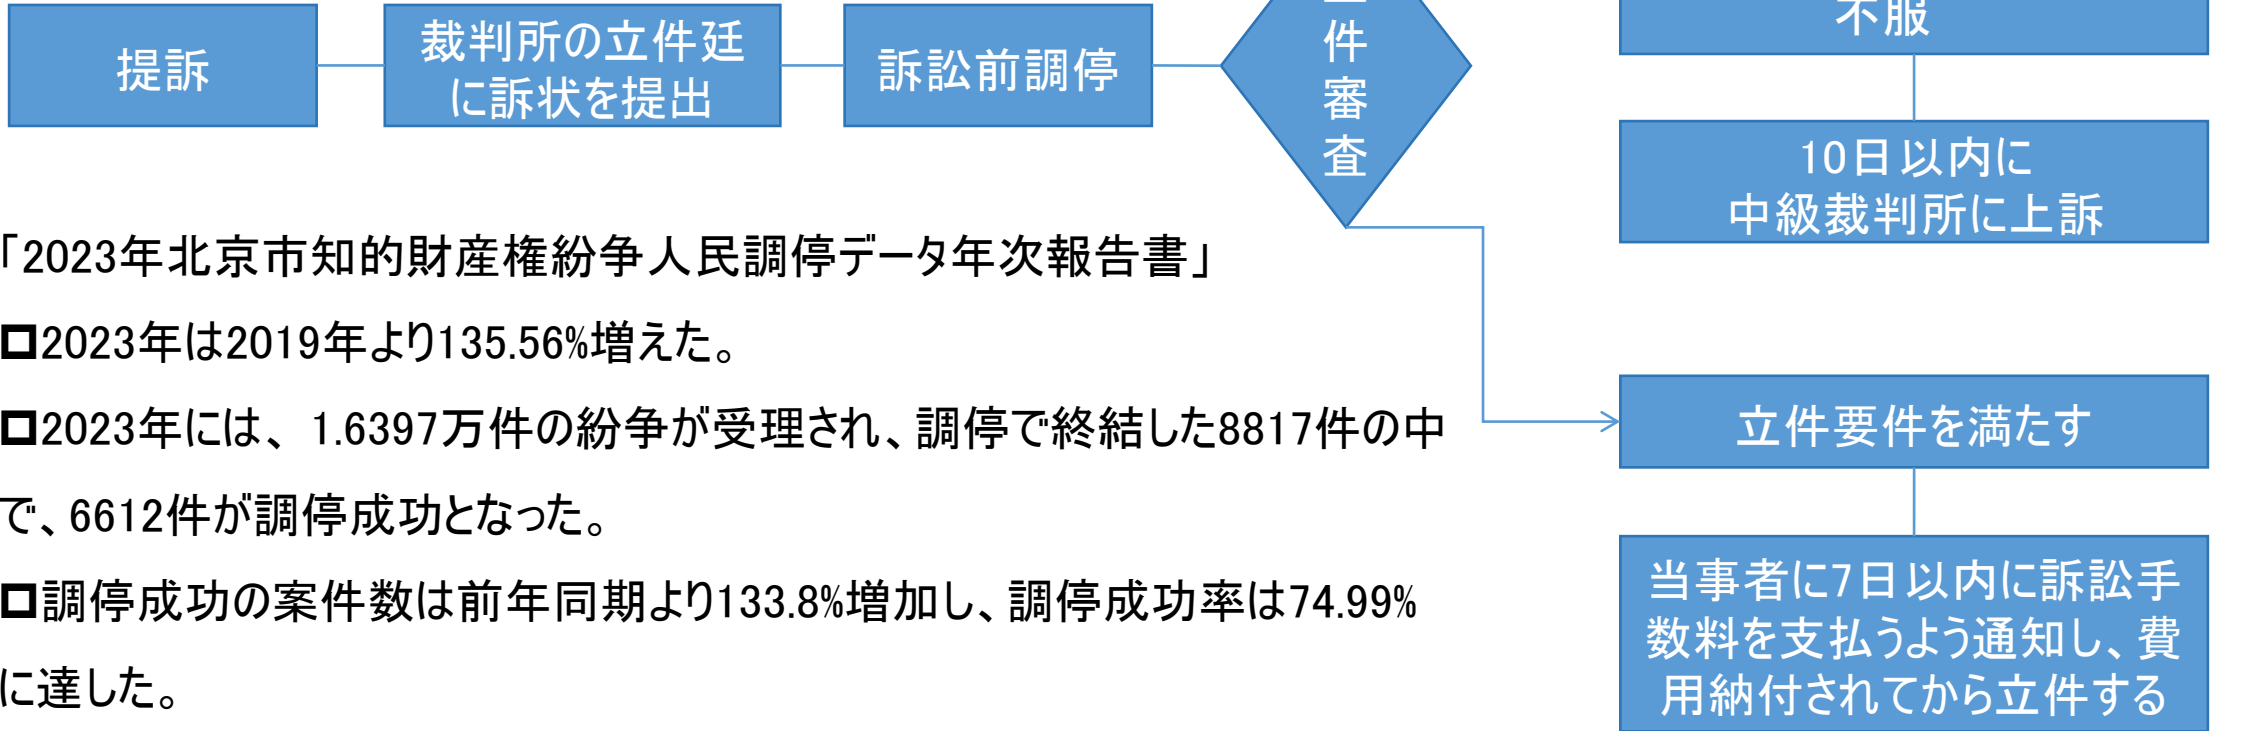 提訴
裁判所の立件廷
に訴状を提出
訴訟前調停
件
審
査
不服
10日以内に
中級裁判所に上訴
「2023年北京市知的財産権紛争人民調停データ年次報告書」
2023年は2019年より135.56%増えた。
2023年には、1.6397万件の紛争が受理され、調停で終結した8817件の中
で、6612件が調停成功となった。
調停成功の案件数は前年同期より133.8%増加し、調停成功率は74.99%
に達した。
立件要件を満たす
当事者に7日以内に訴訟手
数料を支払うよう通知し、費
用納付されてから立件する